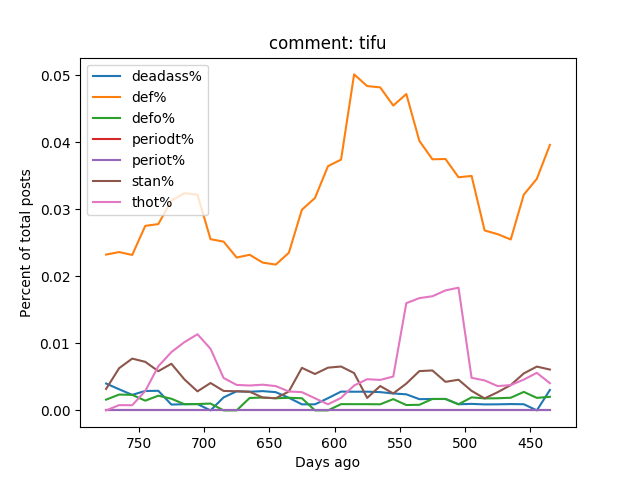 comment: tifu
0.05
0.04
0.03
0.02
0.01
0.00
Percent of total posts
deadass%
def%
defo%
periodt%
periot%
stan%
thot%
750 700 650 600 550 500 450
Days ago